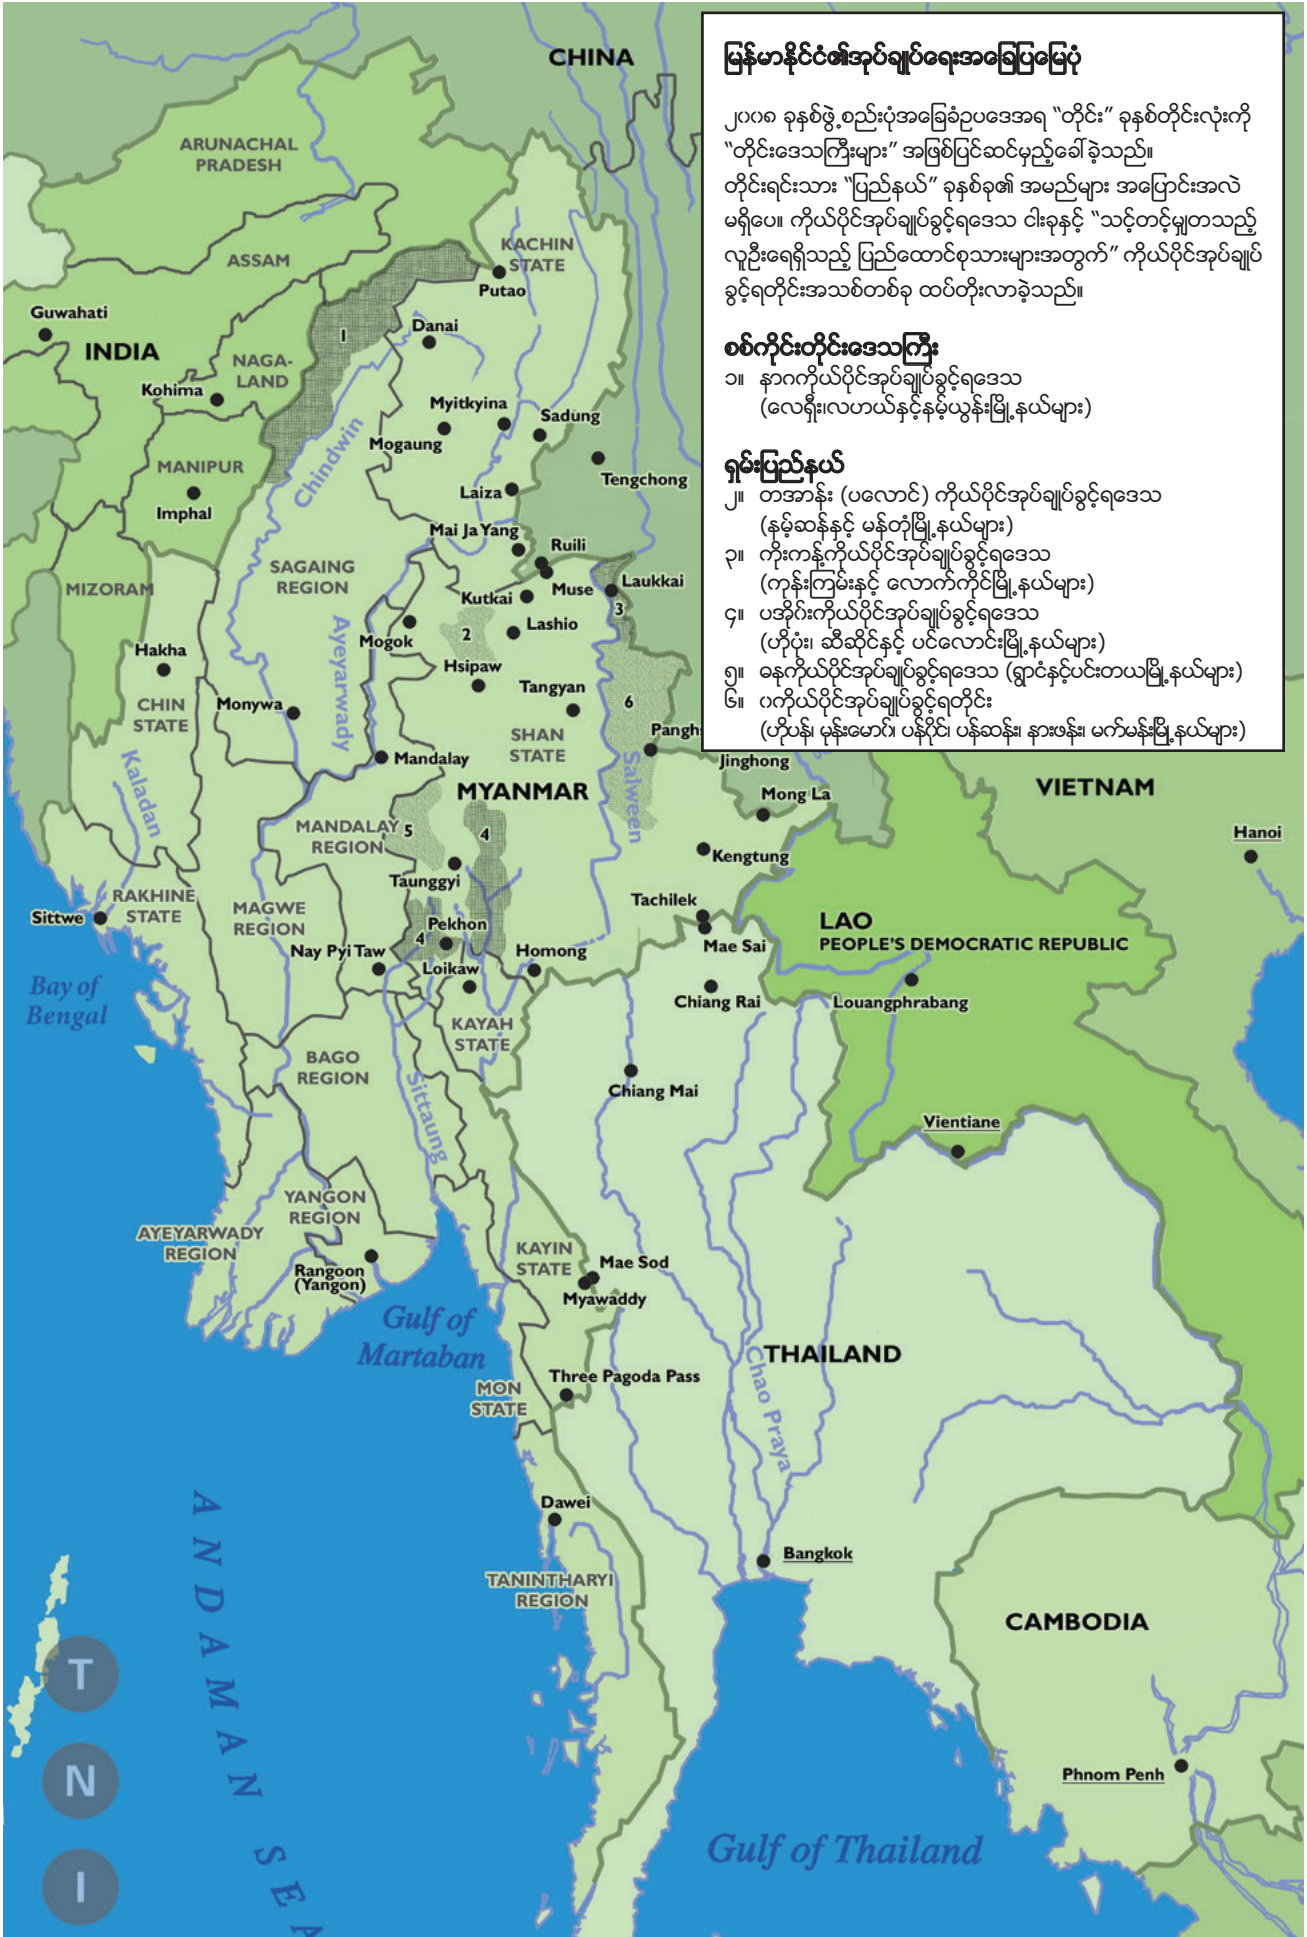 မြန်မာနိုင်ငံ၏အုပ်ချုပ်ရေးအခြေပြမြေပုံ
၂၀၀၈ ခုနှစ်ဖွဲ့စည်းပုံအခြေခံဥပဒေအရ “တိုင်း” ခုနှစ်တိုင်းလုံးကို
“တိုင်းဒေသကြီးများ” အဖြစ်ပြင်ဆင်မှည့်ခေါ်ခဲ့သည်။
တိုင်းရင်းသား “ပြည်နယ်” ခုနှစ်ခု၏ အမည်များ အပြောင်းအလဲ
မရှိပေ။ ကိုယ်ပိုင်အုပ်ချုပ်ခွင့်ရဒေသ ငါးခုနှင့် “သင့်တင့်မျှတသည့်
လူဦးရေရှိသည့် ပြည်ထောင်စုသားများအတွက်” ကိုယ်ပိုင်အုပ်ချုပ်
ခွင့်ရတိုင်းအသစ်တစ်ခု ထပ်တိုးလာခဲ့သည်။
စစ်ကိုင်းတိုင်းဒေသကြီး
၁။ နာဂကိုယ်ပိုင်အုပ်ချုပ်ခွင့်ရဒေသ
(လေရှီး၊လဟယ်နှင့်နမ့်ယွန်းမြို့နယ်များ)
ရှမ်းပြည်နယ်
၂။ တအာန်း (ပလောင်) ကိုယ်ပိုင်အုပ်ချုပ်ခွင့်ရဒေသ
(နမ့်ဆန်နှင့် မန်တုံမြို့နယ်များ)
၃။ ကိုးကန့်ကိုယ်ပိုင်အုပ်ချုပ်ခွင့်ရဒေသ
(ကုန်းကြမ်းနှင့် လောက်ကိုင်မြို့နယ်များ)
၄။ ပအိုဝ်းကိုယ်ပိုင်အုပ်ချုပ်ခွင့်ရဒေသ
(ဟိုပုံး၊ ဆီဆိုင်နှင့် ပင်လောင်းမြို့နယ်များ)
၅။ ဓနုကိုယ်ပိုင်အုပ်ချုပ်ခွင့်ရဒေသ (ရွာငံနှင့်ပင်းတယမြို့နယ်များ)
၆။ ဝကိုယ်ပိုင်အုပ်ချုပ်ခွင့်ရတိုင်း
(ဟိုပန်၊ မုန်းမောဝ်၊ ပန်ဝိုင်၊ ပန်ဆန်း၊ နားဖန်း၊ မက်မန်းမြို့နယ်များ)
CHINA
ARUNACHAL
PRADESH
KACHIN
STATE
ASSAM
Putao
Guwahati
INDIA
1
Danai
NAGA-
LAND
Kohima
Myitkyina
Sadung
Mogaung
Chindwin
MANIPUR
Imphal
Tengchong
Laiza
Mai Ja Yang
Ruili
SAGAING
REGION
MIZORAM
Muse
Laukkai
Kutkai
3
Lashio
2
Mogok
Ayeyarwady
Hakha
Hsipaw
Tangyan
CHIN
STATE
Monywa
6
Pangh
SHAN
STATE
Mandalay
Salween
Jinghong
Kaladan
MYANMAR
VIETNAM
Mong La
MANDALAY
REGION
5
4
Hanoi
Kengtung
Taunggyi
RAKHINE
STATE
Sittwe
MAGWE
REGION
Tachilek
LAO
PEOPLE'S DEMOCRATIC REPUBLIC
Pekhon
4
Mae Sai
Nay Pyi Taw
Homong
Loikaw
Bay of
Bengal
Chiang Rai
Louangphrabang
KAYAH
STATE
BAGO
REGION
Sittaung
Chiang Mai
Vientiane
YANGON
REGION
AYEYARWADY
REGION
Rangoon
(Yangon)
KAYIN
STATE
Mae Sod
Myawaddy
Gulf of
Martaban
THAILAND
Chao Praya
Three Pagoda Pass
MON
STATE
Dawei
Bangkok
TANINTHARYI
REGION
CAMBODIA
Phnom Penh
ANDAMAN SEA
Gulf of Thailand
T
N
I